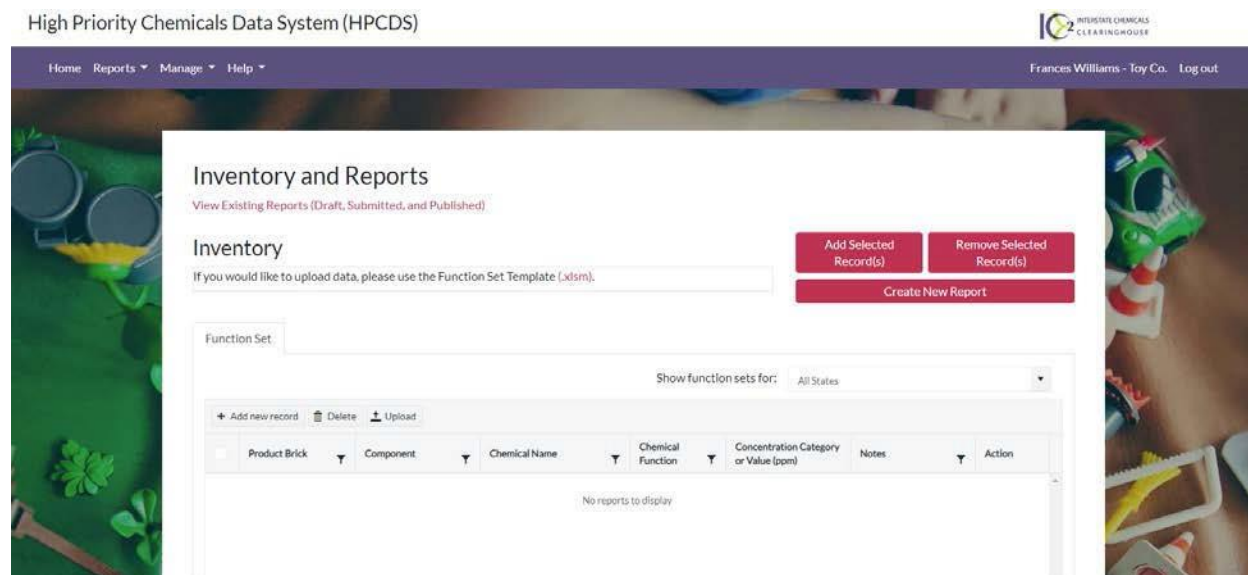 High Priority Chemicals Data System (HPCDS)
IC2 INTERSTATE CHEMICALS
CLEARINGHOUSE
Home Reports Manage Help Frances Williams - Toy Co. Log out
Inventory and Reports
View Existing Reports (Draft, Submitted, and Published)
Inventory
If you would like to upload data, please use the Function Set Template (.xlsm).
Add Selected
Record(s)
Remove Selected
Record(s)
Create New Report
Function Set
Show function sets for: All States
+ Add new record Delete Upload
Product Brick Component Chemical Name Chemical
Function Concentration Category
or Value (ppm) Notes Action
No reports to display